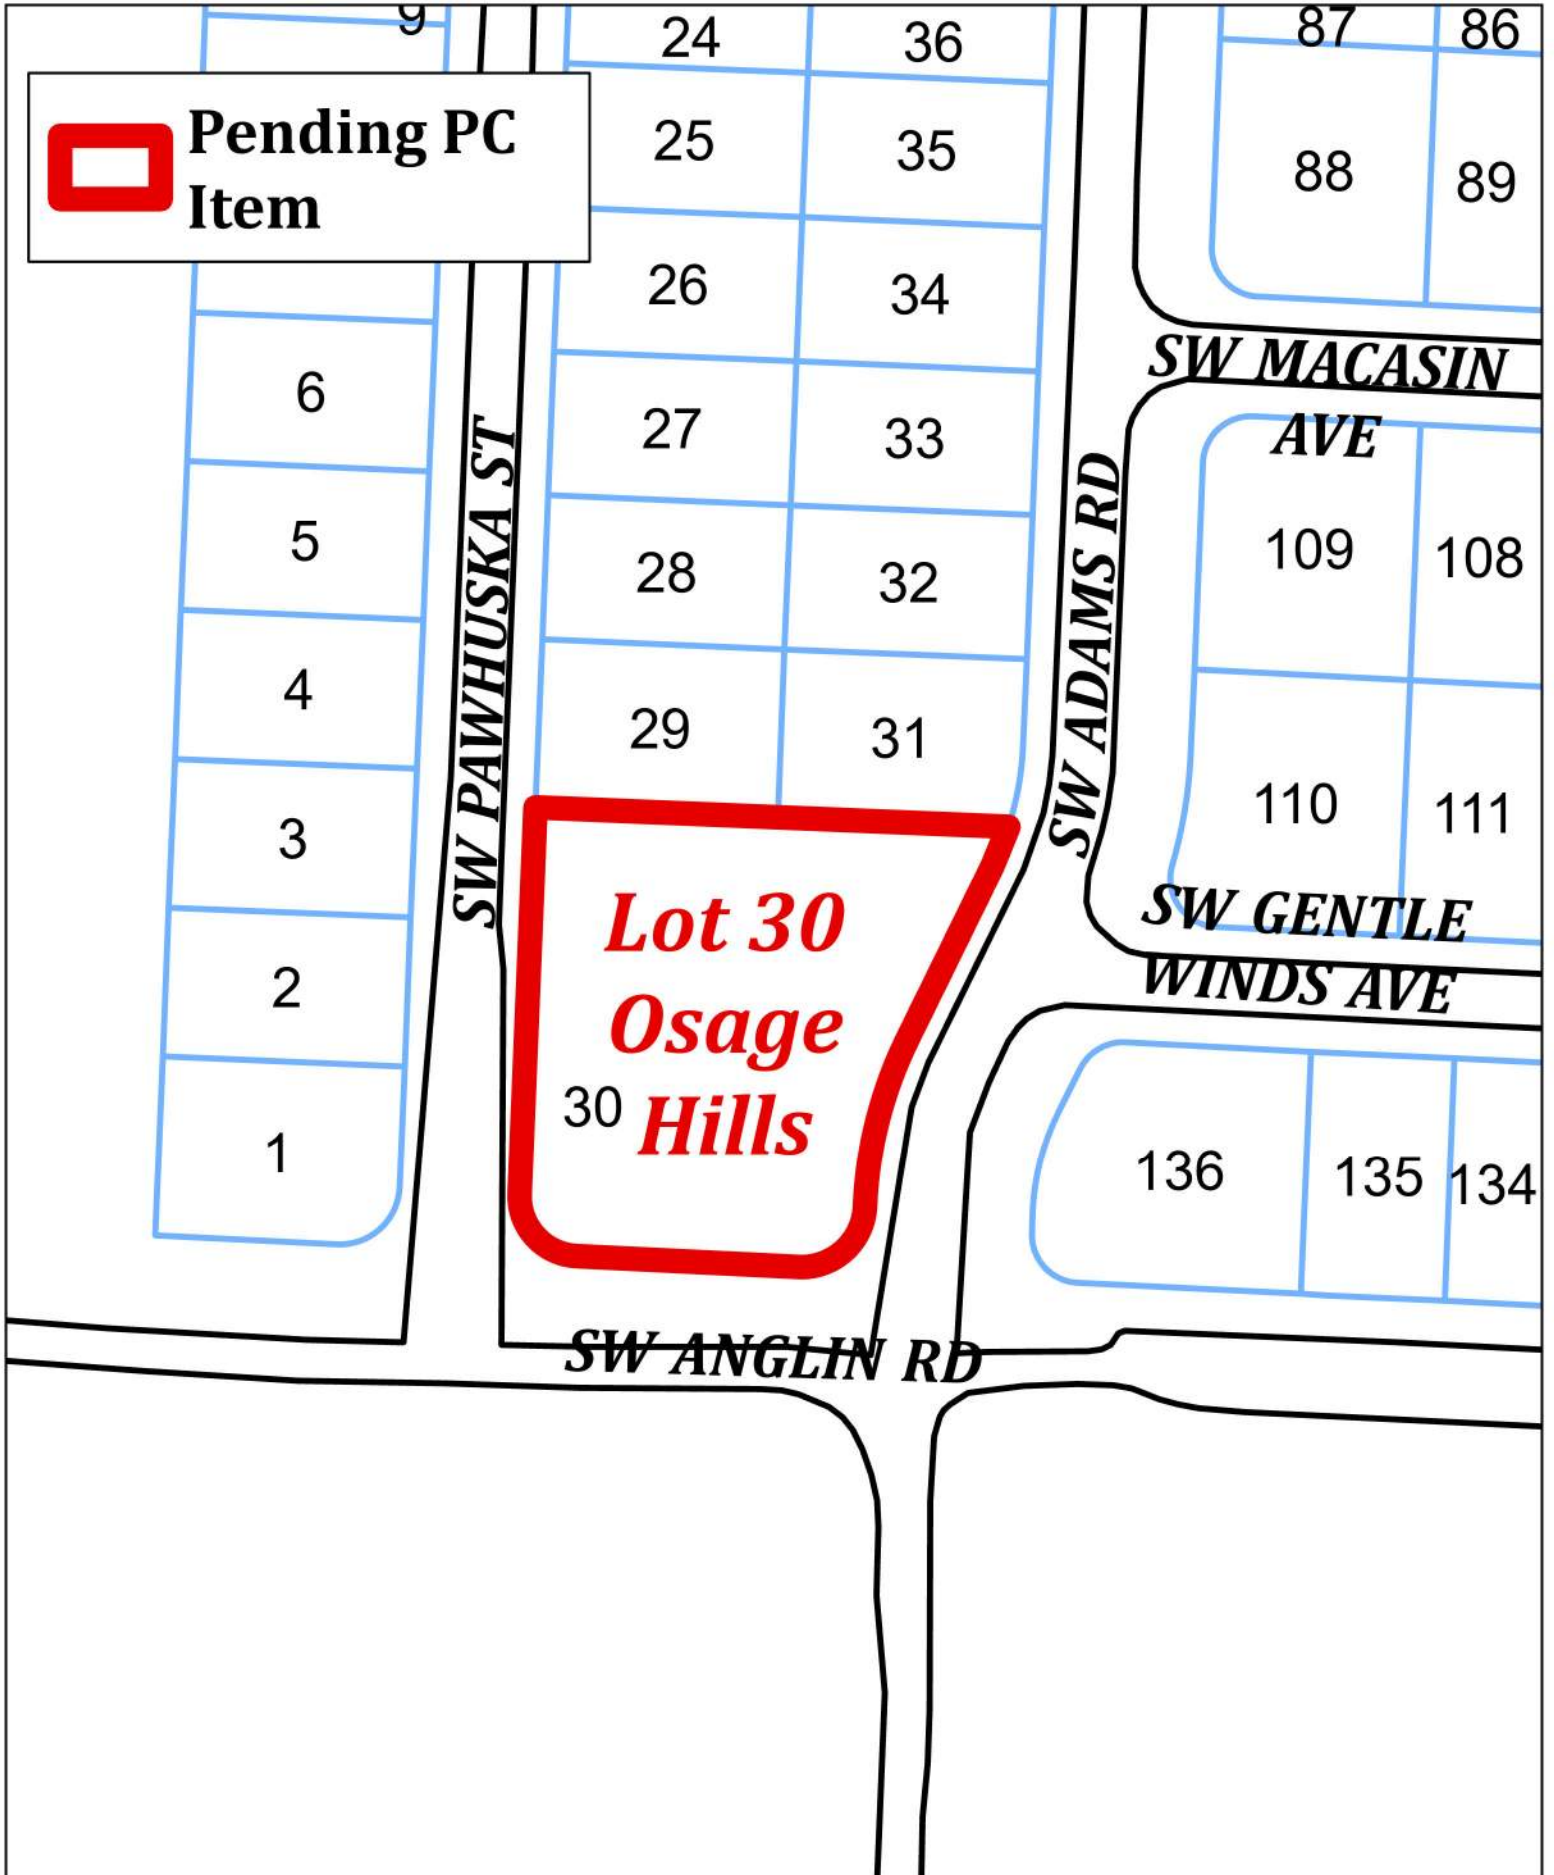 9
24
36
87
86
Pending PC
Item
25
35
88
89
26
34
SW MACASIN
AVE
6
27
33
SW PAWHUSKA ST
SW ADAMS RD
5
28
32
109
108
4
29
31
110
111
3
Lot 30
Osage
Hills
30
SW GENTLE
WINDS AVE
2
1
136
135
134
SW ANGLIN RD